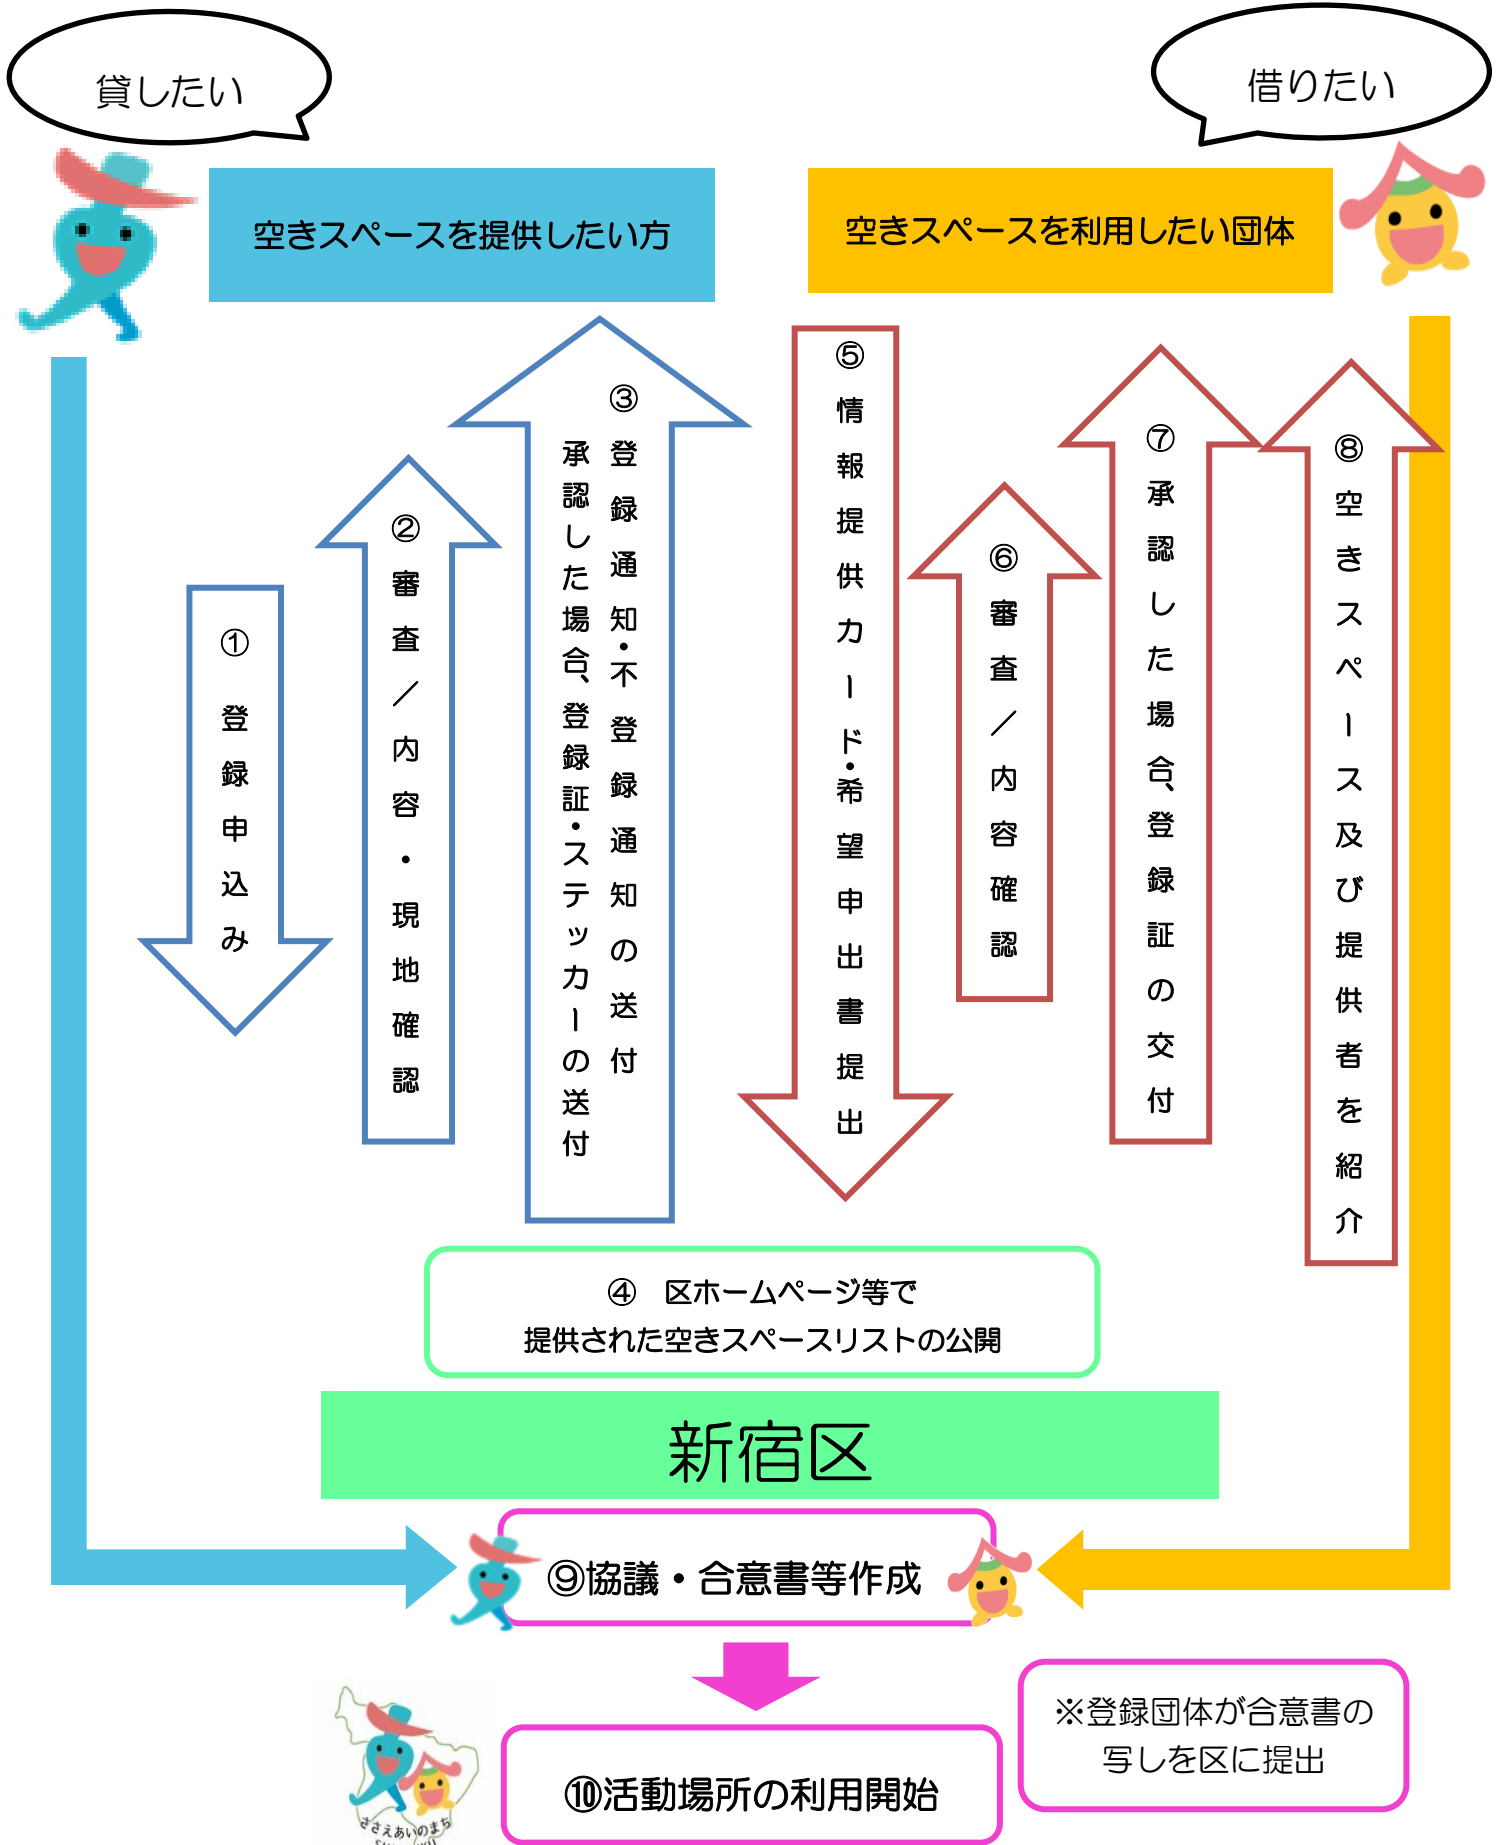 貸したい
借りたい
空きスペースを提供したい方
空きスペースを利用したい団体
① 登録申込み
②審査／内容・現地確認
③登録通知・不登録通知の送付
承認した場合、登録証・ステッカーの送付
⑤情報提供カード・希望申出書提出
⑥審査／内容確認
⑦承認した場合、登録証の交付
⑧空きスペース及び提供者を紹介
④　区ホームページ等で
提供された空きスペースリストの公開
新宿区
⑨協議・合意書等作成
※登録団体が合意書の
写しを区に提出
⑩活動場所の利用開始
ささえあいのまち